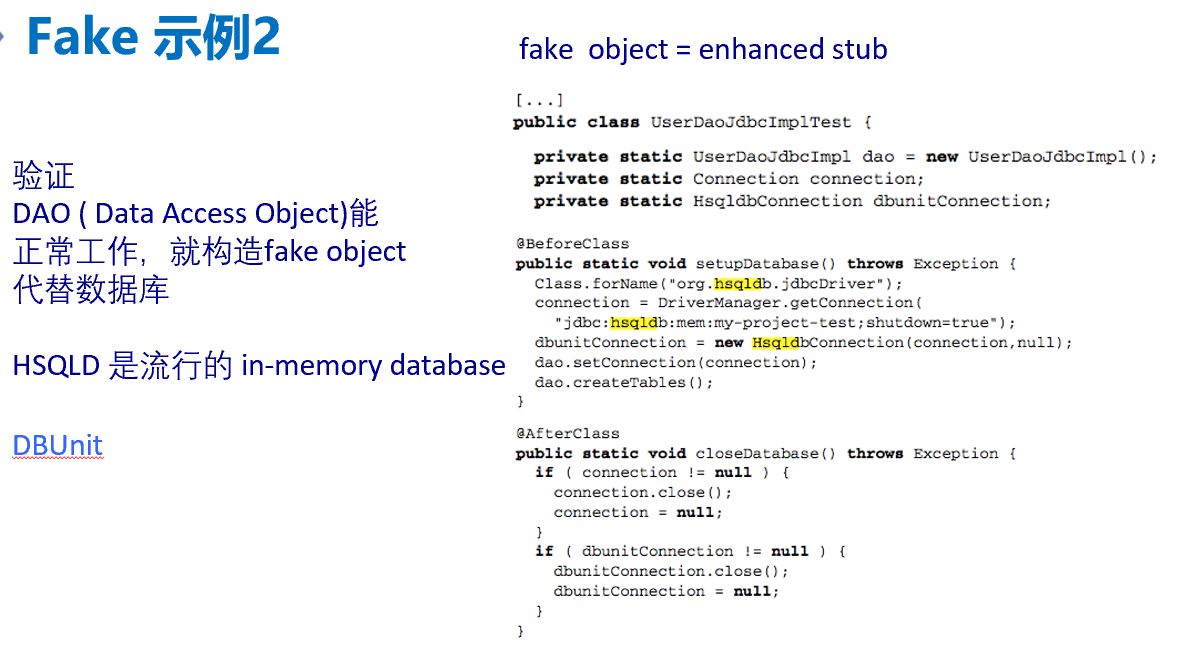 Fake 示例2
fake object = enhanced stub
验证
DAO ( Data Access Object)能
正常工作，就构造fake object
代替数据库
HSQLD 是流行的 in-memory database
DBUnit
[...]
public class UserDaoJdbcImplTest {
private static UserDaoJdbcImpl dao = new UserDaoJdbcImpl();
private static Connection connection;
private static HsqldbConnection dbunitConnection;
@BeforeClass
public static void setupDatabase() throws Exception {
Class.forName("org.hsqldb.jdbcDriver");
connection = DriverManager.getConnection(
"jdbc:hsqldb:mem:my-project-test;shutdown=true");
dbunitConnection = new HsqldbConnection(connection,null);
dao.setConnection(connection);
dao.createTables();
}
@AfterClass
public static void closeDatabase() throws Exception {
if ( connection != null ) {
connection.close();
connection = null;
}
if ( dbunitConnection != null ) {
dbunitConnection.close();
dbunitConnection = null;
}
}